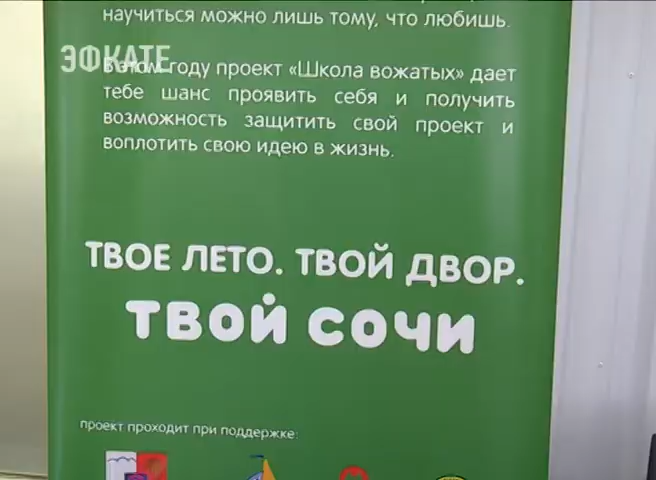 научиться можно лишь тому, что любишь.
ЭФКАТЕ
В этом году проект «Школа вожатых» дает
тебе шанс проявить себя и получить
возможность защитить свой проект и
воплотить свою идею в жизнь.
ТВОЕ ЛЕТО. ТВОЙ ДВОР.
ТВОЙ СОЧИ
проект проходит при поддержке: